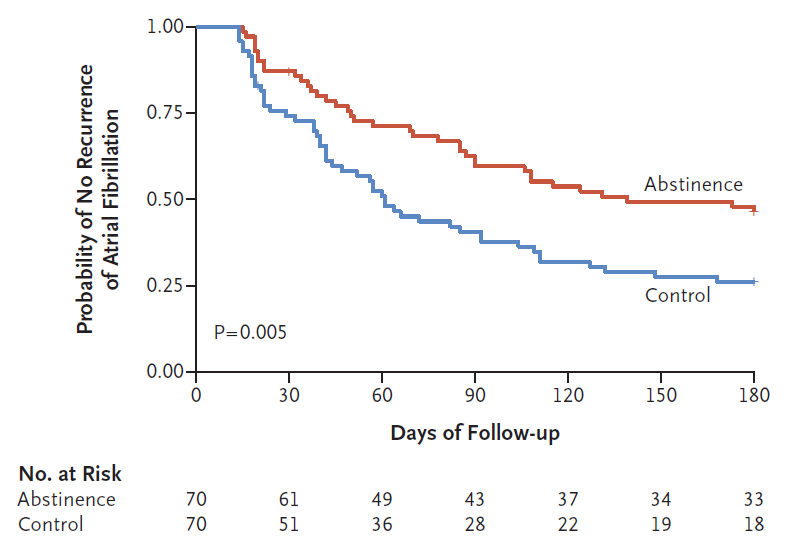 1.00
0.75
0.50
0.25
0.00
Probability of No Recurrence
of Atrial Fibrillation
Abstinence
Control
P=0.005
0 30 60 90 120 150 180
Days of Follow-up
No. at Risk
Abstinence 70 61 49 43 37 34 33
Control 70 51 36 28 22 19 18